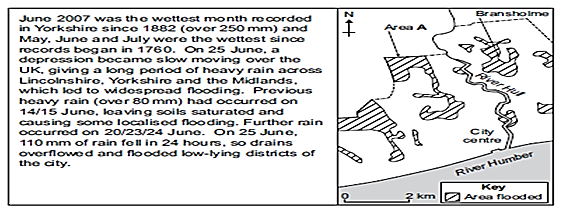 June 2007 was the wettest month recorded
in Yorkshire since 1882 (over 250 mm) and
May, June and July were the wettest since
records began in 1760. On 25 June, a
depression became slow moving over the
UK, giving a long period of heavy rain across
Lincolnshire, Yorkshire and the Midlands,
which led to widespread flooding. Previous
heavy rain (over 80 mm) had occurred on
14/15 June, leaving soils saturated and
causing some localised flooding. Further rain
occurred on 20/23/24 June. On 25 June,
110 mm of rain fell in 24 hours, so drains
overflowed and flooded low-lying districts of
the city.
N
Bransholme
Area A
River Hull
City
centre
River Humber
0 2 km
Key
Area flooded